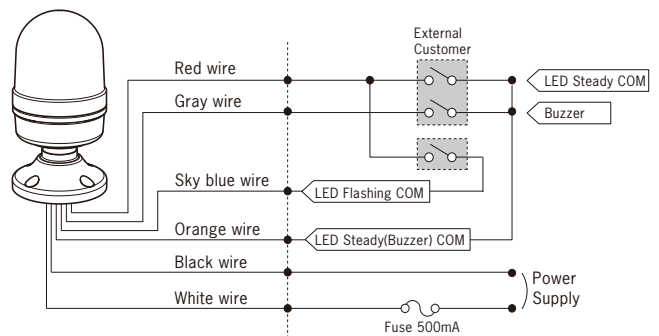 External
Customer
Red wire
LED Steady COM
Gray wire
Buzzer
Sky blue wire
LED Flashing COM
Orange wire
LED Steady(Buzzer) COM
Black wire
Power
Supply
White wire
Fuse 500mA